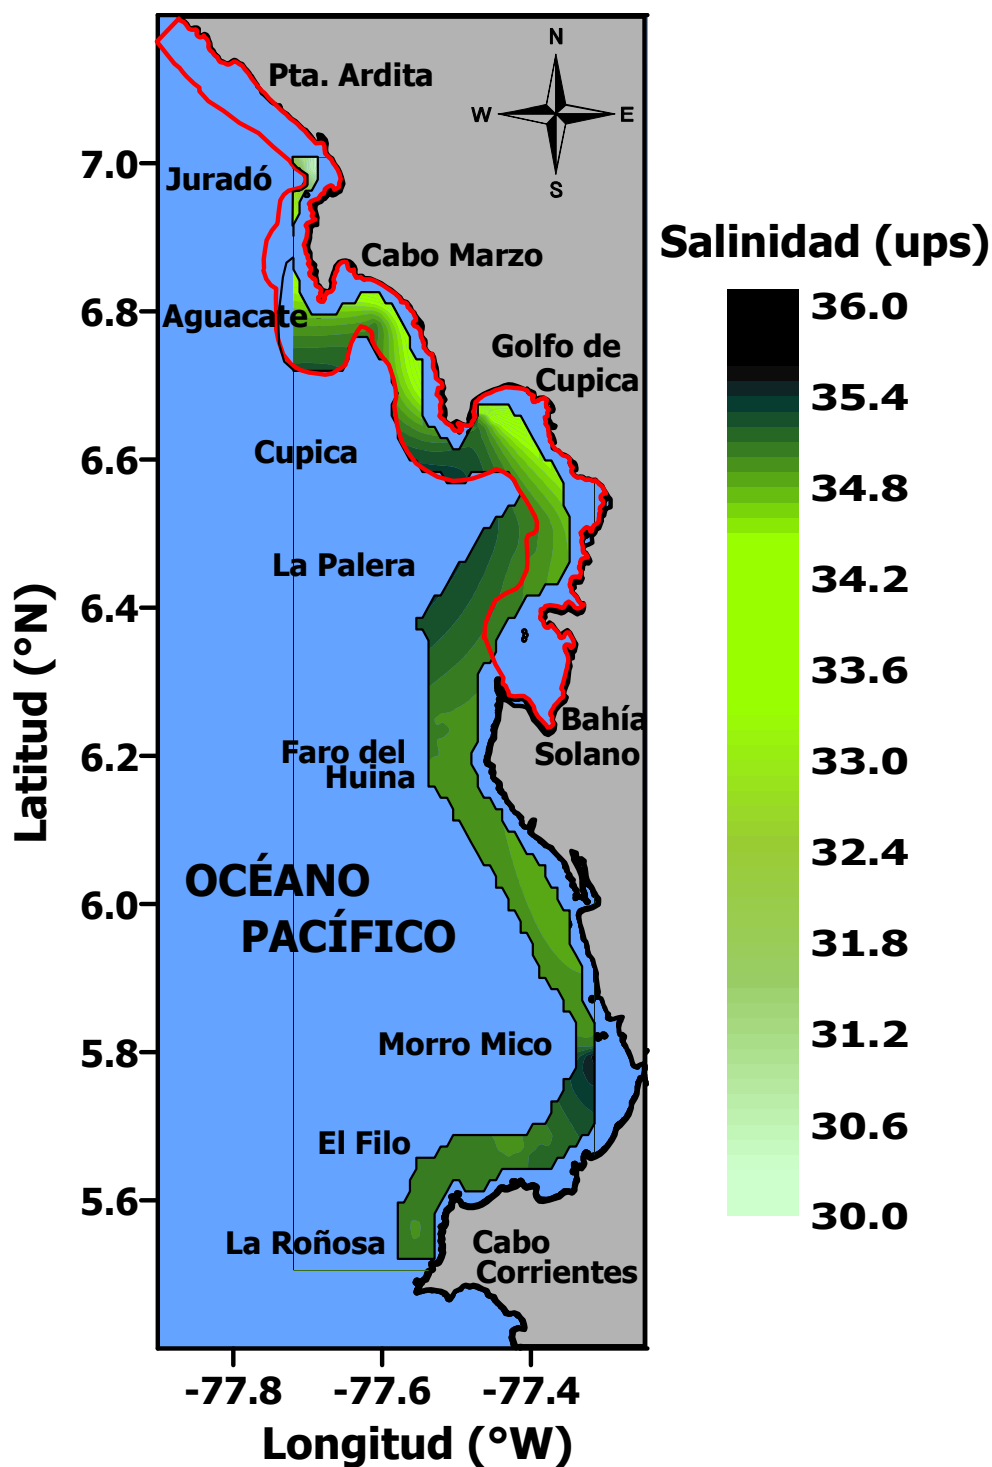 N
Pta. Ardita
W
E
7.0
Juradó
S
Salinidad (ups)
Cabo Marzo
36.0
6.8
Aguacate
Golfo de
Cupica
35.4
6.6
Cupica
34.8
La Palera
34.2
6.4
33.6
Bahía
Solano
Faro del
Huina
6.2
33.0
32.4
OCÉANO
PACÍFICO
6.0
31.8
Morro Mico
31.2
5.8
El Filo
30.6
5.6
La Roñosa
Cabo
Corrientes
30.0
Latitud (°N)
-77.8
-77.6
-77.4
Longitud (°W)